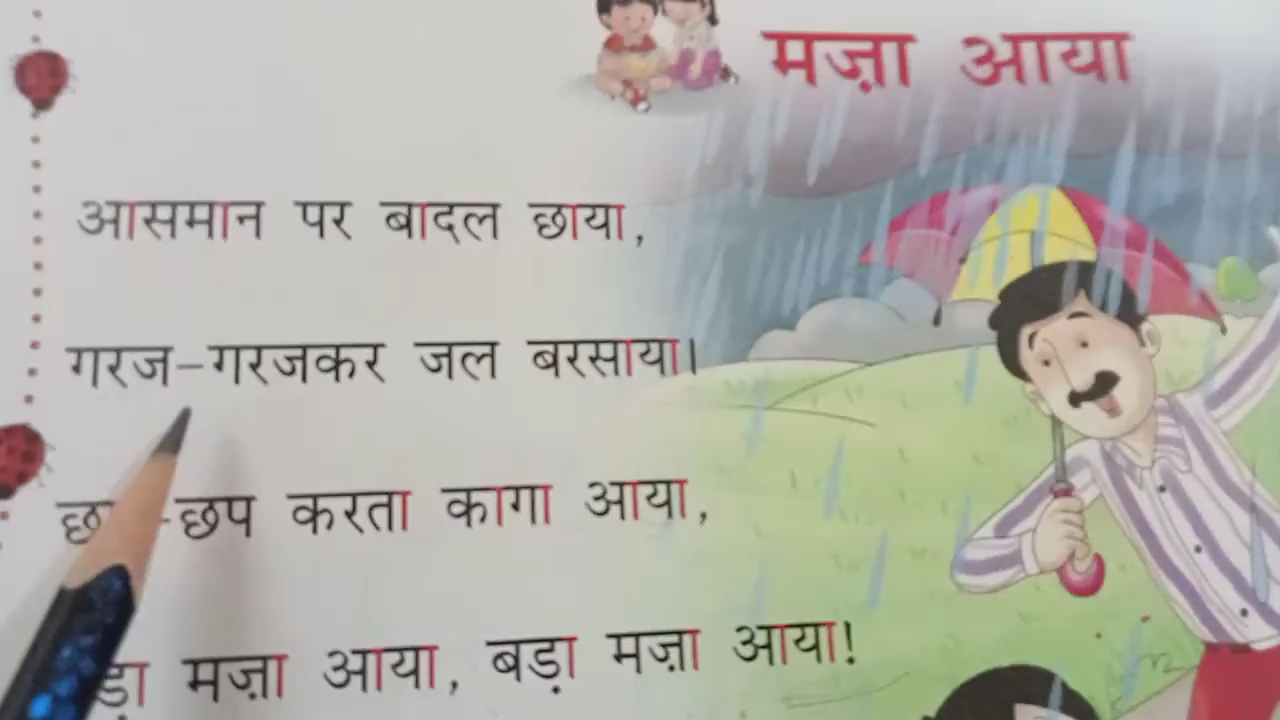 मज़ा आया
आसमान पर बादल छाया,
गरज-गरजकर जल बरसाया।
छप करता कागा आया,
मज़ा आया, बड़ा मज़ा आया!